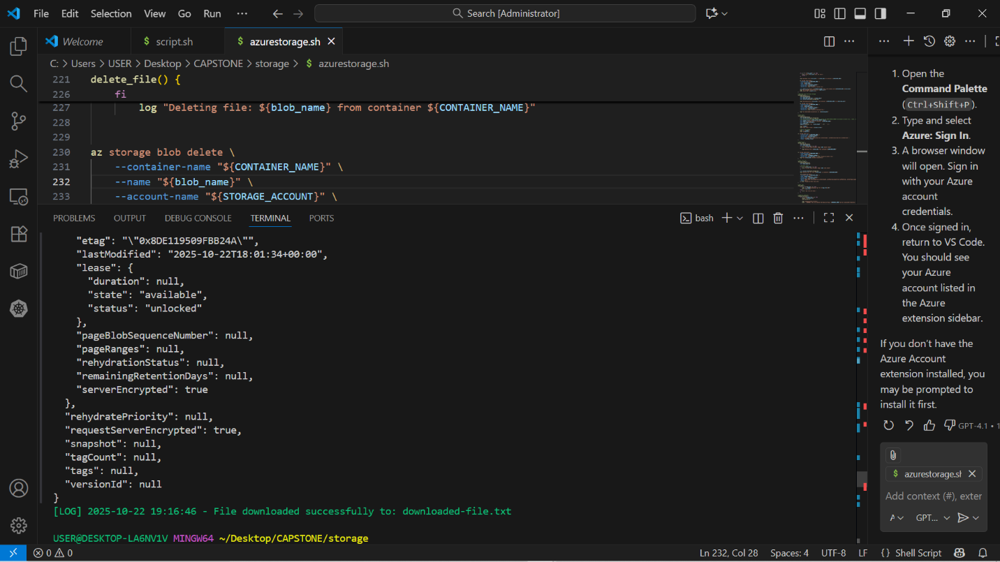 File Edit Selection View Go Run ··· Search [Administrator]
Welcome
script.sh
azurestorage.sh
C: > Users > USER > Desktop > CAPSTONE > storage > $ azurestorage.sh
221 delete_file() {
226 fi
227 log "Deleting file: ${blob_name} from container ${CONTAINER_NAME}"
228
229
230 az storage blob delete \
231 --container-name "${CONTAINER_NAME}" \
232 --name "${blob_name}" \
233 --account-name "${STORAGE_ACCOUNT}" \
PROBLEMS OUTPUT DEBUG CONSOLE TERMINAL PORTS bash
"etag": "\"0x8DE119509FBB24A\"",
"lastModified": "2025-10-22T18:01:34+00:00",
"lease": {
"duration": null,
"state": "available",
"status": "unlocked"
},
"pageBlobSequenceNumber": null,
"pageRanges": null,
"rehydrationStatus": null,
"remainingRetentionDays": null,
"serverEncrypted": true
},
"rehydratePriority": null,
"requestServerEncrypted": true,
"snapshot": null,
"tagCount": null,
"tags": null,
"versionId": null
}
[LOG] 2025-10-22 19:16:46 - File downloaded successfully to: downloaded-file.txt
USER@DESKTOP-LA6NV1V MINGW64 ~/Desktop/CAPSTONE/storage
1. Open the
Command Palette
(Ctrl+Shift+P).
2. Type and select
Azure: Sign In.
3. A browser window
will open. Sign in
with your Azure
account
credentials.
4. Once signed in,
return to VS Code.
You should see
your Azure
account listed in
the Azure
extension sidebar.
If you don't have the
Azure Account
extension installed, you
may be prompted to
install it first.
GPT-4.1 • 1
$ azurestorage.sh
Add context (#), exter
A GPT...
0 0 Ln 232, Col 28 Spaces: 4 UTF-8 LF {} Shell Script